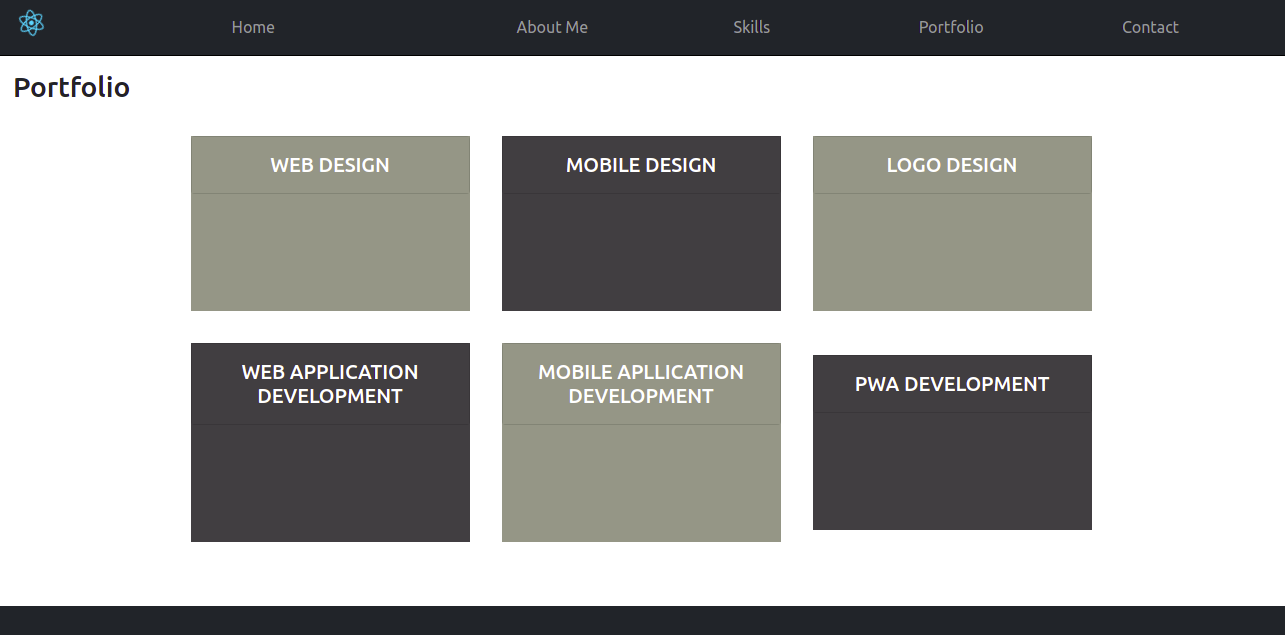 Home About Me Skills Portfolio Contact
Portfolio
WEB DESIGN
MOBILE DESIGN
LOGO DESIGN
WEB APPLICATION
DEVELOPMENT
MOBILE APLLICATION
DEVELOPMENT
PWA DEVELOPMENT